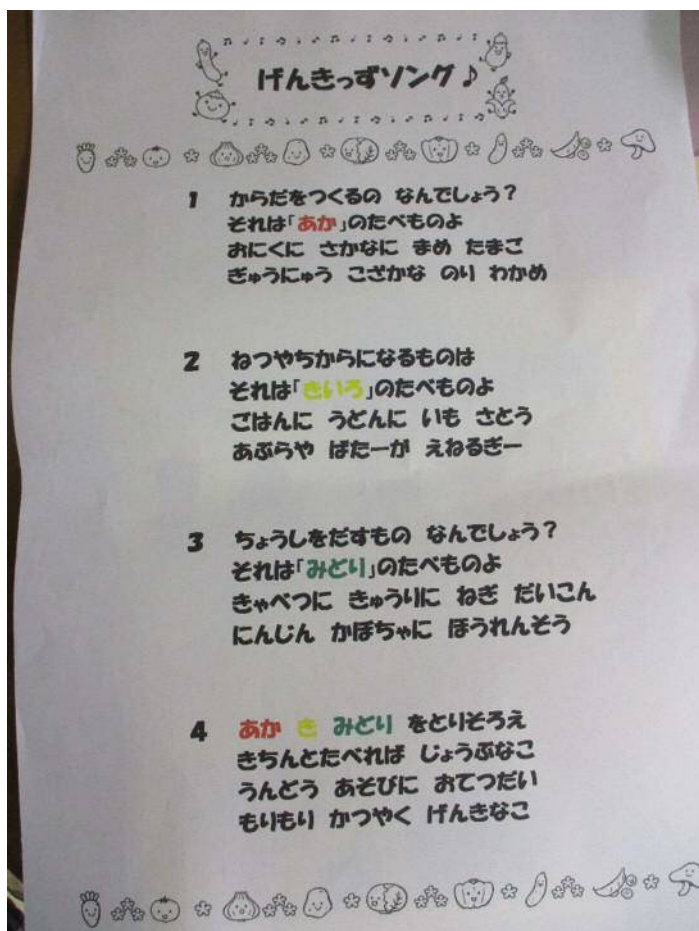 げんきっずソング♪
1 からだをつくるの なんでしょう?
それは「あか」のたべものよ
おにくに さかなに まめ たまご
ぎゅうにゅう こざかな のり わかめ
2 ねつやちからになるものは
それは「きいろ」のたべものよ
ごはんに うどんに いも さとう
あぶらや ばたーが えねるぎー
3 ちょうしをだすもの なんでしょう?
それは「みどり」のたべものよ
きゃべつに きゅうりに ねぎ だいこん
にんじん かぼちゃに ほうれんそう
4 あか き みどり をとりそろえ
きちんとたべれば じょうぶなこ
うんどう あそびに おてつだい
もりもり かつやく げんきなこ